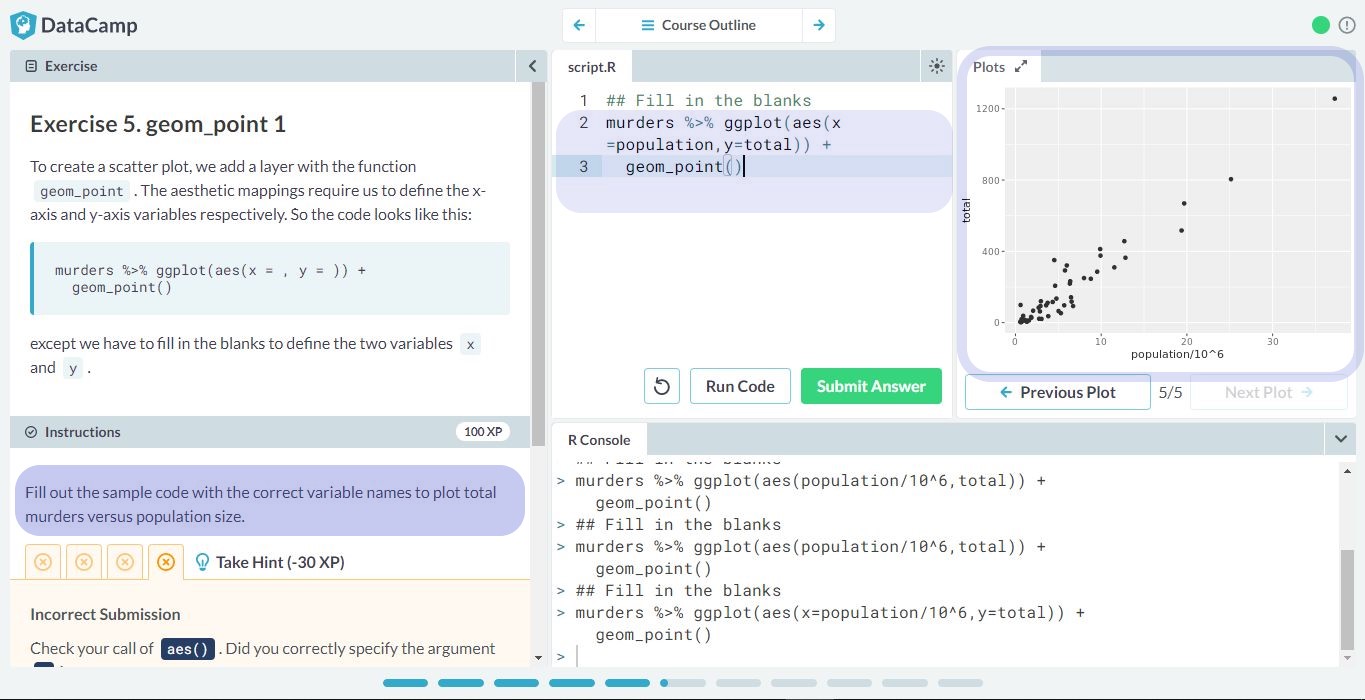 DataCamp
Course Outline
Exercise
Exercise 5. geom_point 1
To create a scatter plot, we add a layer with the function
geom_point . The aesthetic mappings require us to define the x-
axis and y-axis variables respectively. So the code looks like this:
murders %>% ggplot(aes(x = , y = )) +
geom_point()
except we have to fill in the blanks to define the two variables x
and y .
Instructions
100 XP
Fill out the sample code with the correct variable names to plot total
murders versus population size.
Take Hint (-30 XP)
Incorrect Submission
Check your call of aes() . Did you correctly specify the argument
script.R
1 ## Fill in the blanks
2 murders %>% ggplot(aes(x
=population,y=total)) +
3 geom_point()
Run Code
Submit Answer
Plots
1200
800
400
0
total
0 10 20 30
population/10^6
Previous Plot
5/5
Next Plot
R Console
## Fill in the blanks
> murders %>% ggplot(aes(population/10^6,total)) +
geom_point()
> ## Fill in the blanks
> murders %>% ggplot(aes(population/10^6,total)) +
geom_point()
> ## Fill in the blanks
> murders %>% ggplot(aes(x=population/10^6,y=total)) +
geom_point()
>